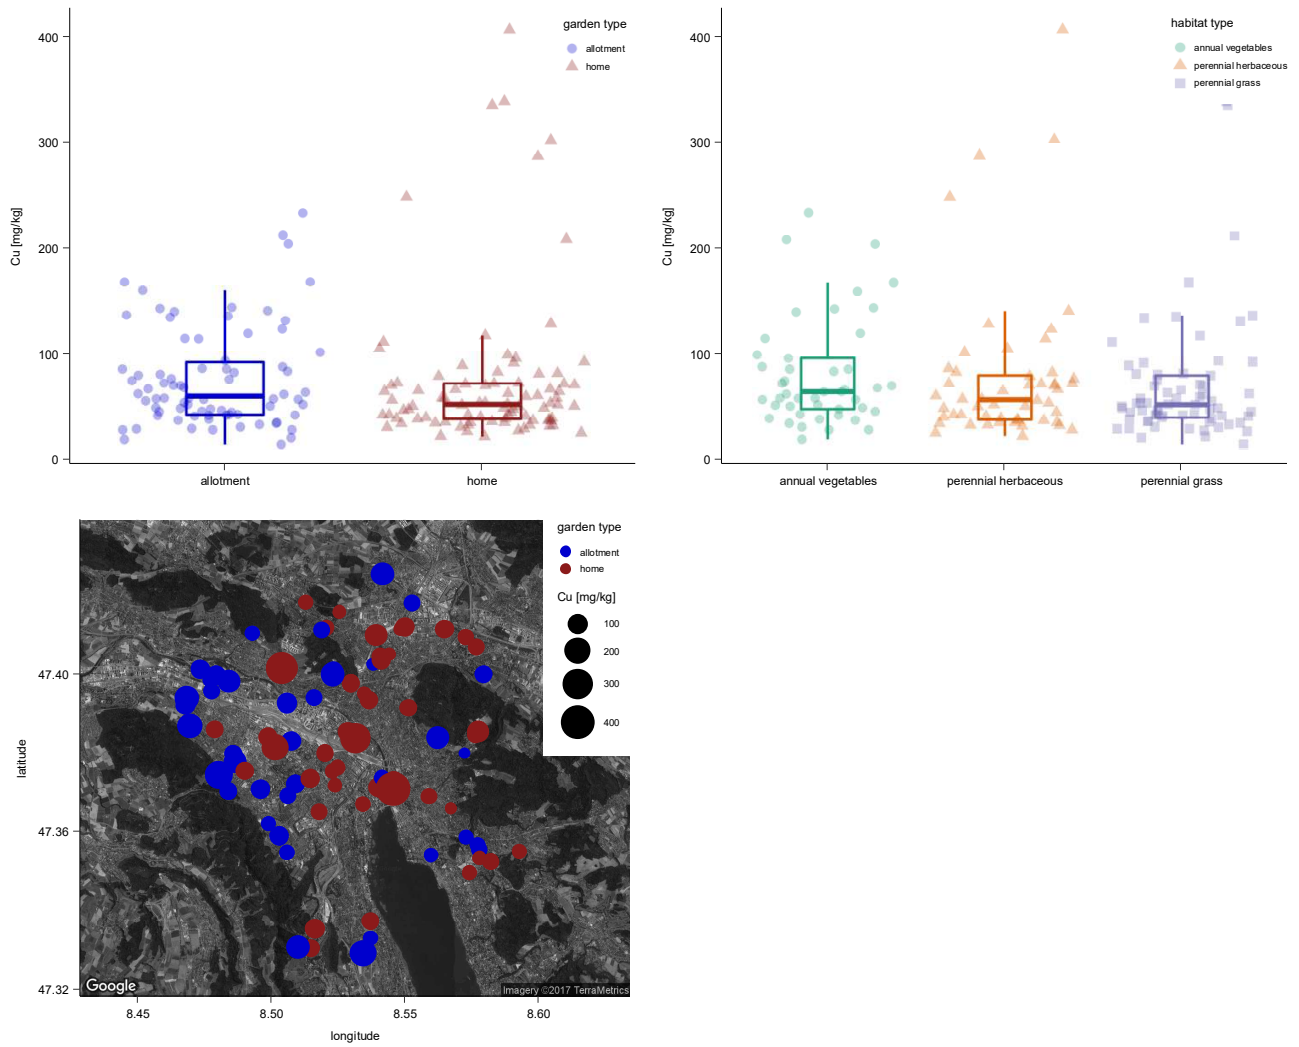 garden type
allotment
home
400
300
200
100
0
Cu [mg/kg]
allotment
home
habitat type
annual vegetables
perennial herbaceous
perennial grass
400
300
200
100
0
Cu [mg/kg]
annual vegetables
perennial herbaceous
perennial grass
garden type
allotment
home
Cu [mg/kg]
100
200
300
400
47.40
47.36
47.32
latitude
Google
Imagery ©2017 TerraMetrics
8.45
8.50
8.55
8.60
longitude